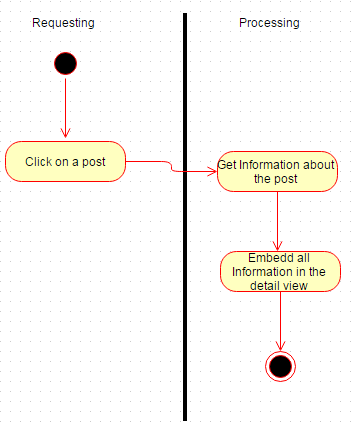 Requesting
Processing
Click on a post
Get Information about
the post
Embedd all
Information in the
detail view